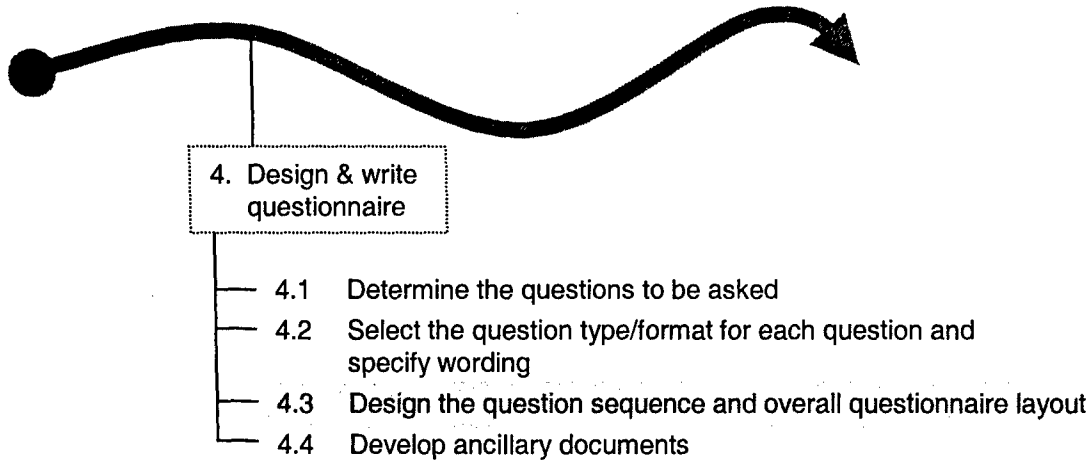 4. Design & write
questionnaire
4.1 Determine the questions to be asked
4.2 Select the question type/format for each question and
specify wording
4.3 Design the question sequence and overall questionnaire layout
4.4 Develop ancillary documents